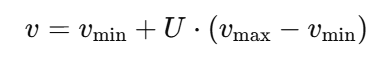 v = v_min + U · (v_max − v_min)